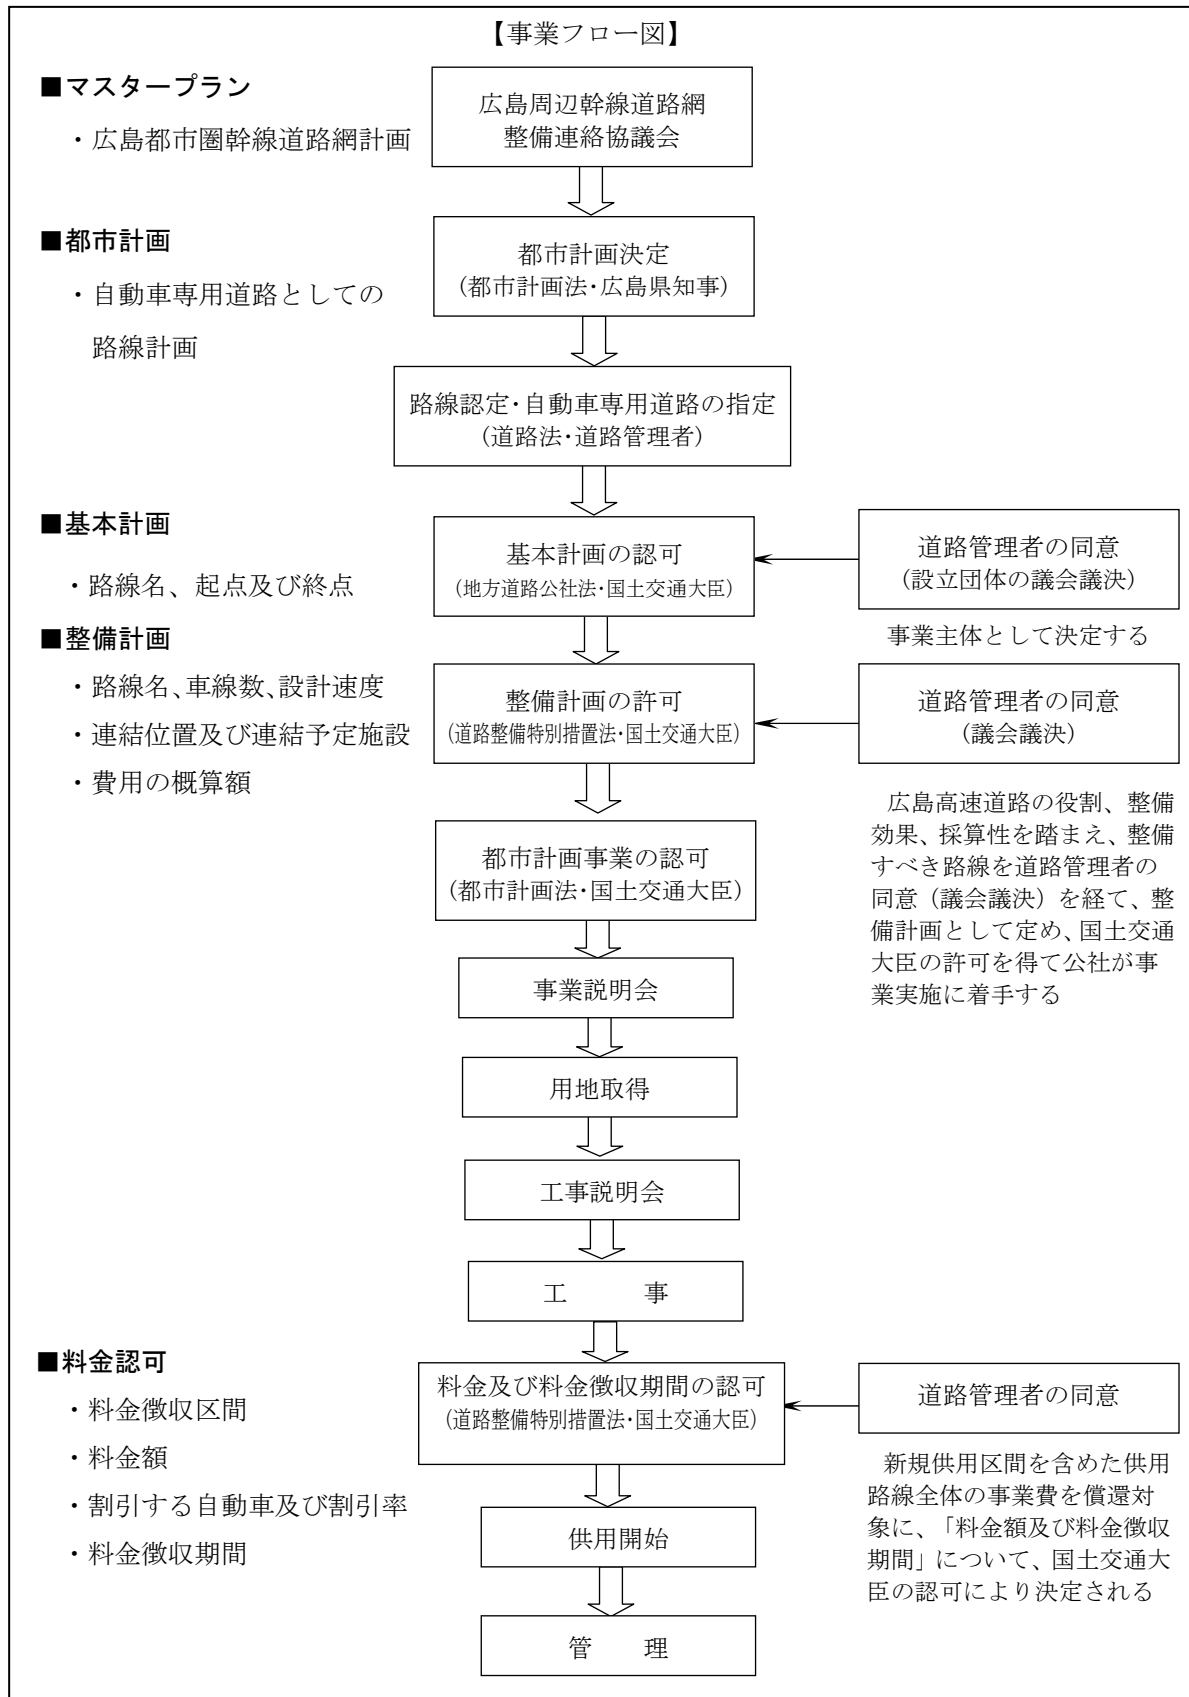 【事業フロー図】
■マスタープラン
・広島都市圏幹線道路網計画
広島周辺幹線道路網
整備連絡協議会
■都市計画
・自動車専用道路としての
路線計画
都市計画決定
(都市計画法・広島県知事)
路線認定・自動車専用道路の指定
(道路法・道路管理者)
■基本計画
・路線名、起点及び終点
基本計画の認可
(地方道路公社法・国土交通大臣)
道路管理者の同意
(設立団体の議会議決)
事業主体として決定する
■整備計画
・路線名、車線数、設計速度
・連結位置及び連結予定施設
・費用の概算額
整備計画の許可
(道路整備特別措置法・国土交通大臣)
道路管理者の同意
(議会議決)
広島高速道路の役割、整備
効果、採算性を踏まえ、整備
すべき路線を道路管理者の
同意（議会議決）を経て、整
備計画として定め、国土交通
大臣の許可を得て公社が事
業実施に着手する
都市計画事業の認可
(都市計画法・国土交通大臣)
事業説明会
用地取得
工事説明会
工　　　事
■料金認可
・料金徴収区間
・料金額
・割引する自動車及び割引率
・料金徴収期間
料金及び料金徴収期間の認可
(道路整備特別措置法・国土交通大臣)
道路管理者の同意
新規供用区間を含めた供用
路線全体の事業費を償還対
象に、「料金額及び料金徴収
期間」について、国土交通大
臣の認可により決定される
供用開始
管　　理